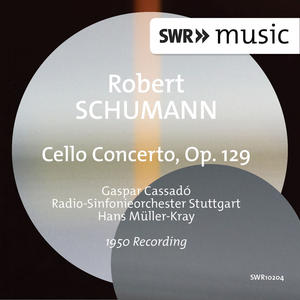 SWR>> music
Robert
SCHUMANN
Cello Concerto, Op. 129
Gaspar Cassadó
Radio-Sinfonieorchester Stuttgart
Hans Müller-Kray
1950 Recording
SWR10204